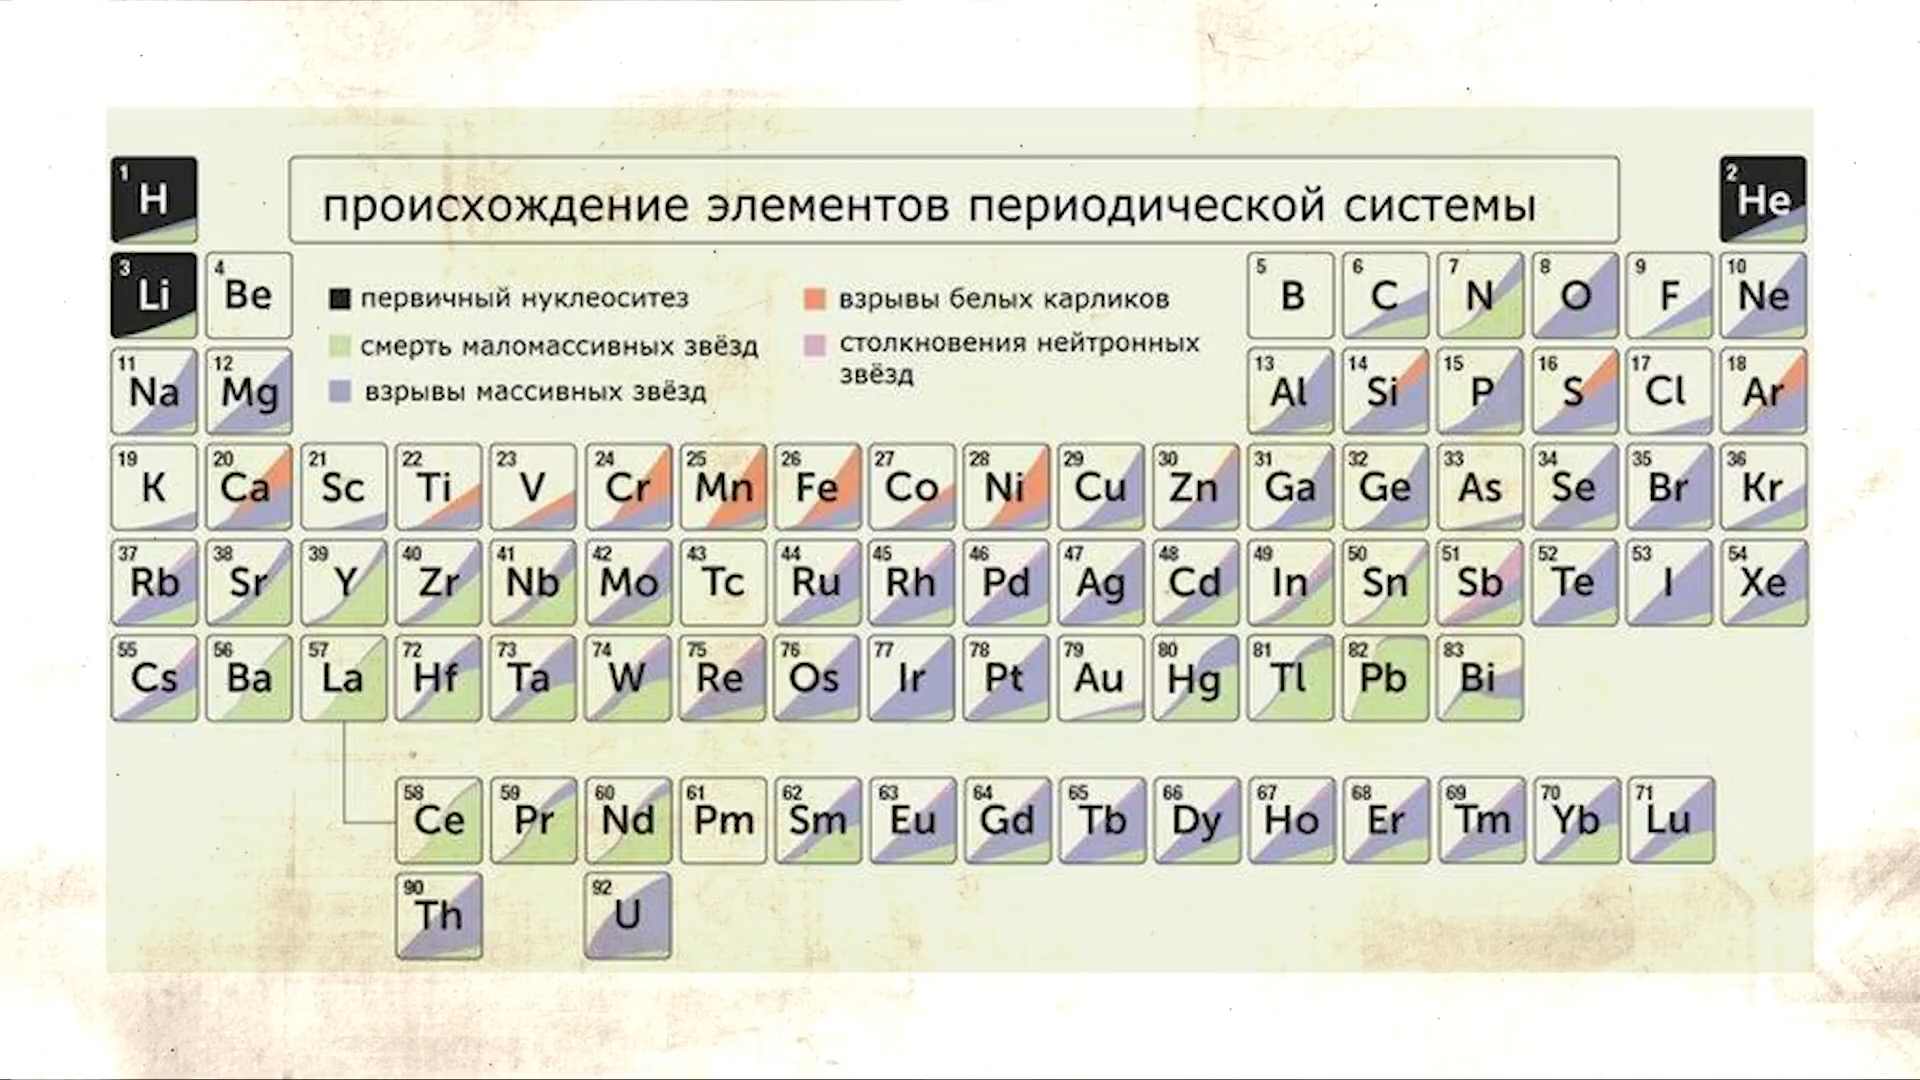 1 H
происхождение элементов периодической системы
2 He
3 Li 4 Be
5 B 6 C 7 N 8 O 9 F 10 Ne
первичный нуклеоситез
смерть маломассивных звёзд
взрывы массивных звёзд
взрывы белых карликов
столкновения нейтронных
звёзд
11 Na 12 Mg
13 Al 14 Si 15 P 16 S 17 Cl 18 Ar
19 K 20 Ca 21 Sc 22 Ti 23 V 24 Cr 25 Mn 26 Fe 27 Co 28 Ni 29 Cu 30 Zn 31 Ga 32 Ge 33 As 34 Se 35 Br 36 Kr
37 Rb 38 Sr 39 Y 40 Zr 41 Nb 42 Mo 43 Tc 44 Ru 45 Rh 46 Pd 47 Ag 48 Cd 49 In 50 Sn 51 Sb 52 Te 53 I 54 Xe
55 Cs 56 Ba 57 La 72 Hf 73 Ta 74 W 75 Re 76 Os 77 Ir 78 Pt 79 Au 80 Hg 81 Tl 82 Pb 83 Bi
58 Ce 59 Pr 60 Nd 61 Pm 62 Sm 63 Eu 64 Gd 65 Tb 66 Dy 67 Ho 68 Er 69 Tm 70 Yb 71 Lu
90 Th 92 U